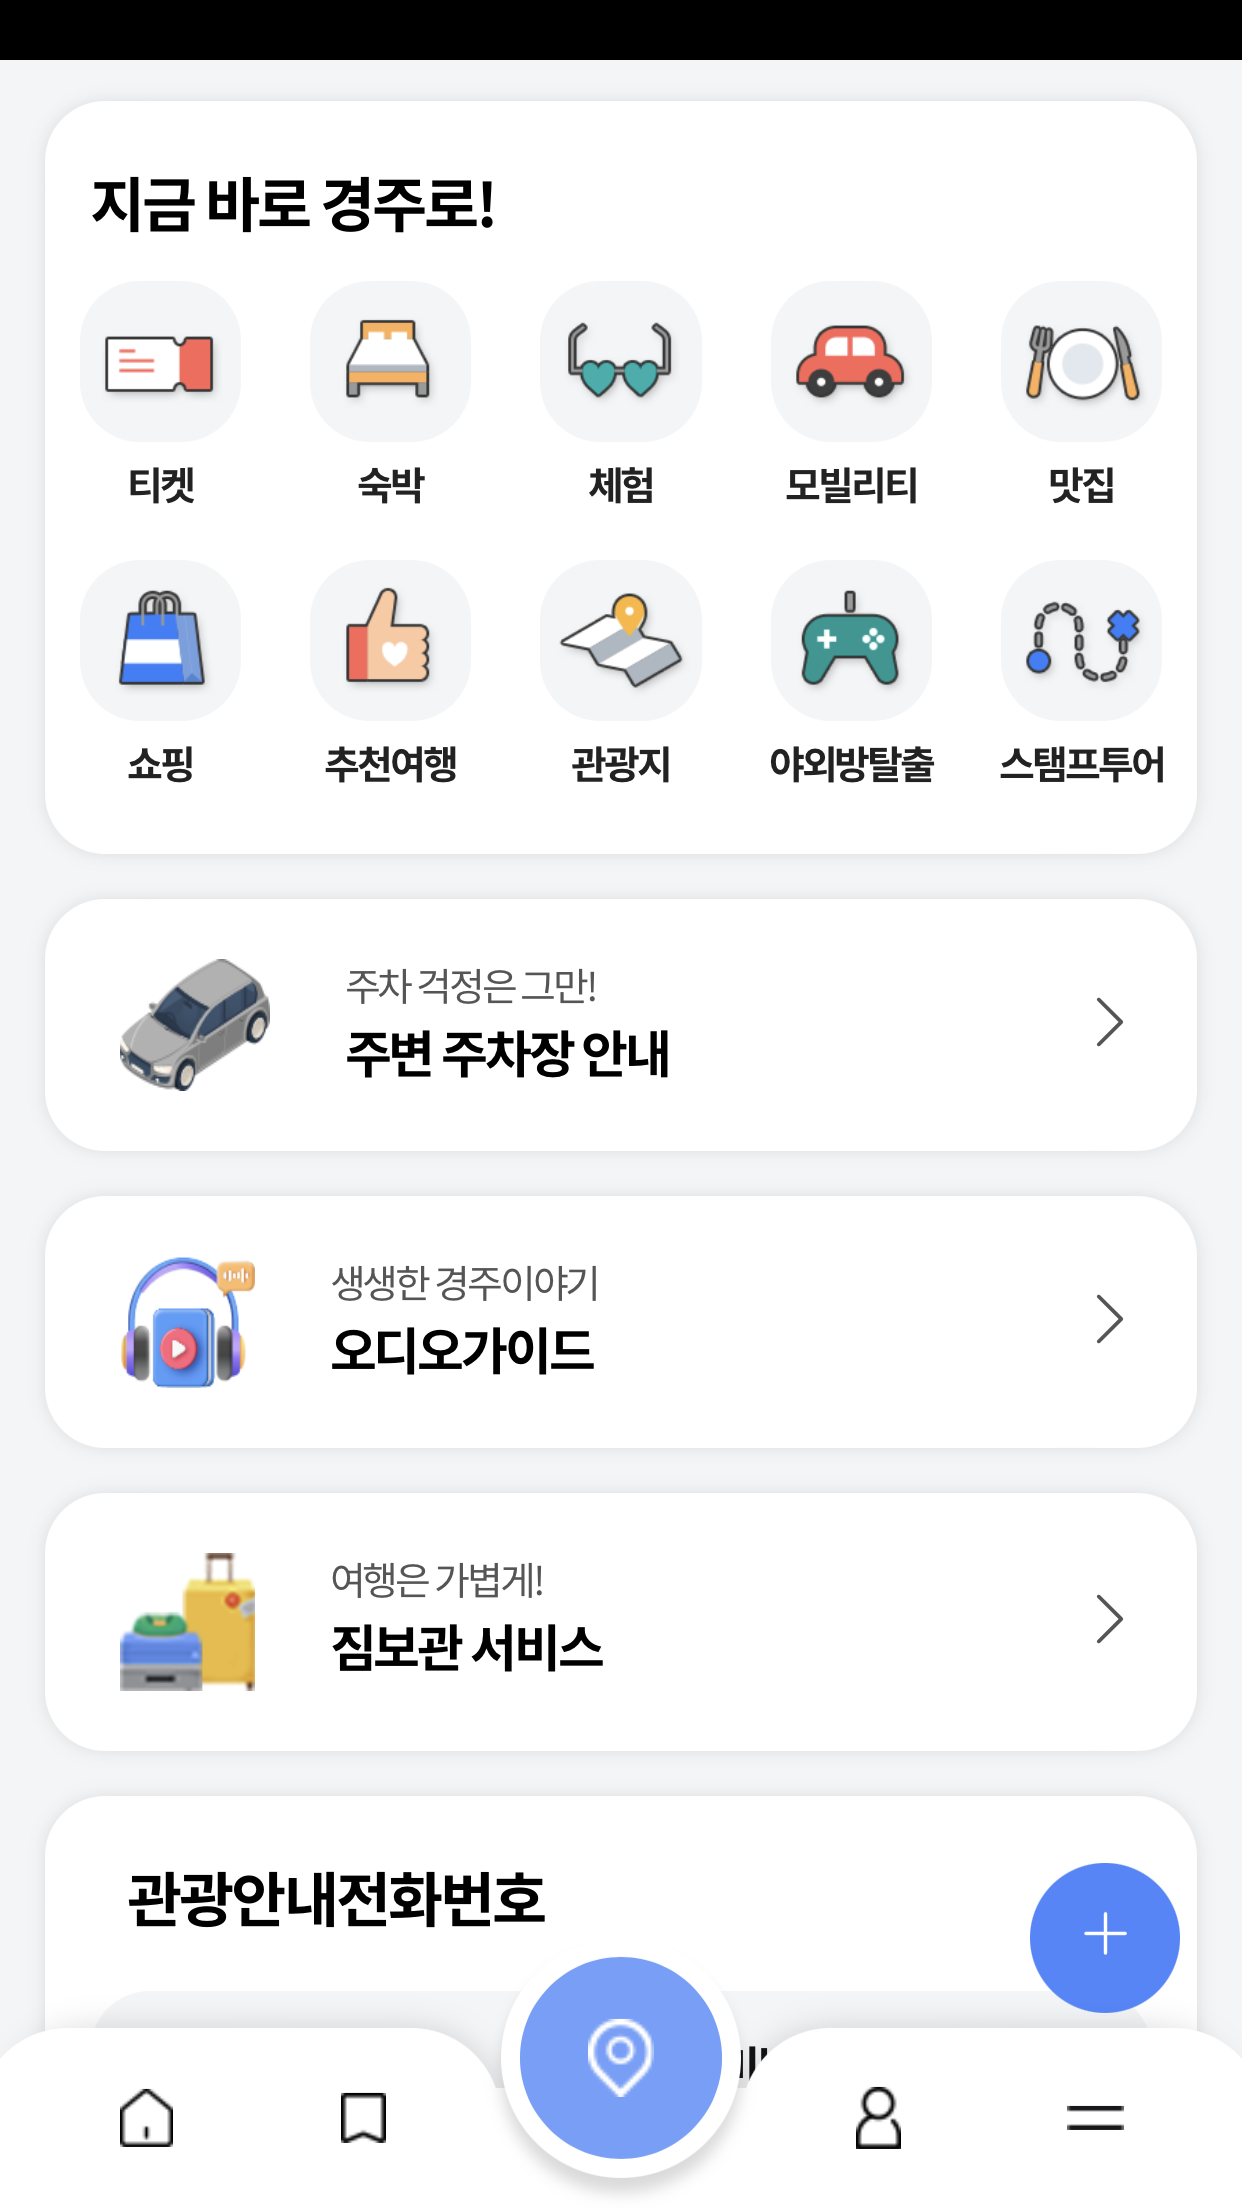 지금 바로 경주로!
티켓
숙박
체험
모빌리티
맛집
쇼핑
추천여행
관광지
야외방탈출
스탬프투어
주차 걱정은 그만!
주변 주차장 안내
생생한 경주이야기
오디오가이드
여행은 가볍게!
짐보관 서비스
관광안내전화번호